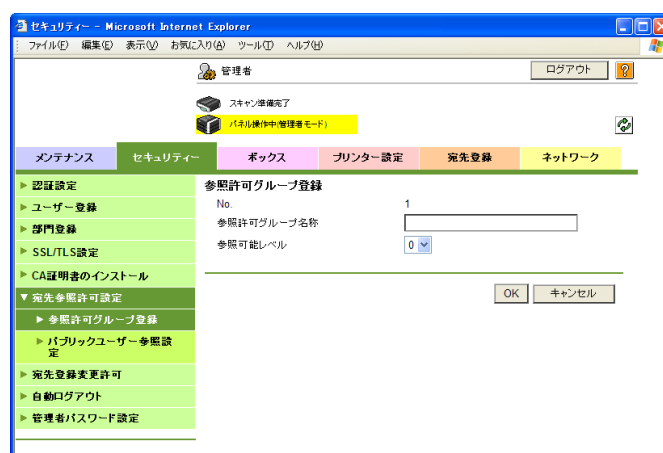 セキュリティー - Microsoft Internet Explorer
ファイル(F) 編集(E) 表示(V) お気に入り(A) ツール(T) ヘルプ(H)
管理者 ログアウト ?
スキャン準備完了
パネル操作中(管理者モード)
メンテナンス セキュリティー ボックス プリンター設定 宛先登録 ネットワーク
認証設定
ユーザー登録
部門登録
SSL/TLS設定
CA証明書のインストール
宛先参照許可設定
参照許可グループ登録
パブリックユーザー参照設
定
宛先登録変更許可
自動ログアウト
管理者パスワード設定
参照許可グループ登録
No. 1
参照許可グループ名称
参照可能レベル 0
OK キャンセル